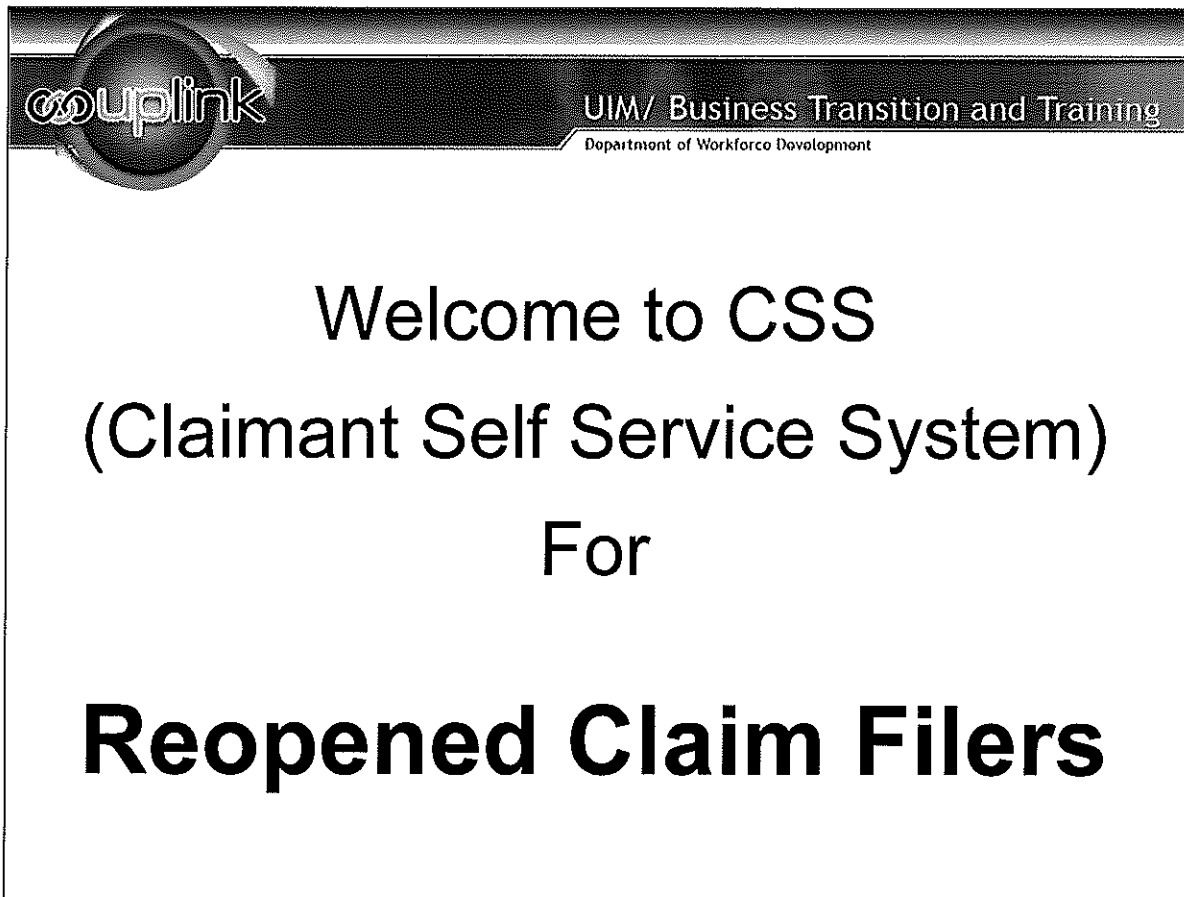 uplink
UIM/ Business Transition and Training
Department of Workforce Development
Welcome to CSS
(Claimant Self Service System)
For
Reopened Claim Filers